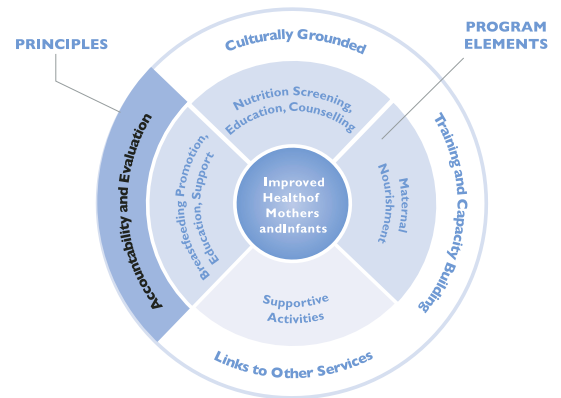 PRINCIPLES
PROGRAM
ELEMENTS
Culturally Grounded
Nutrition Screening,
Education, Counselling
Training and Capacity Building
Maternal
Nourishment
Accountability and Evaluation
Breastfeeding Promotion,
Education, Support
Improved
Healthof
Mothers
andInfants
Supportive
Activities
Links to Other Services